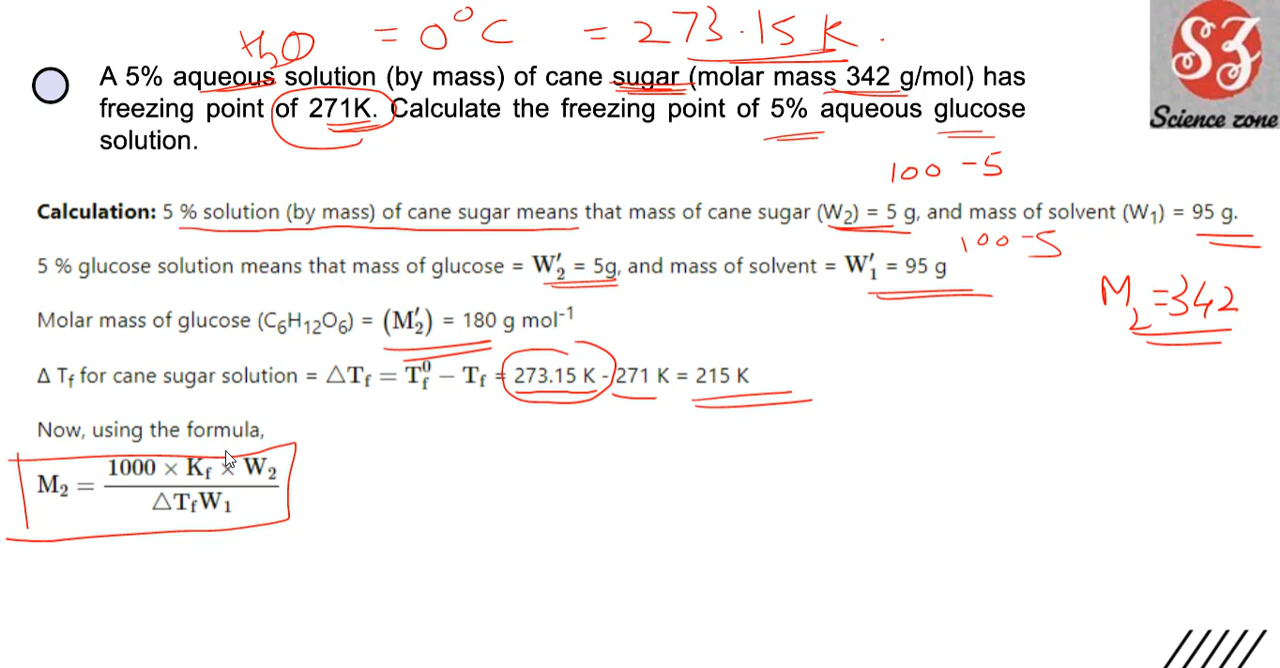 H2O = 0°C = 273.15 K.
SZ
Science zone
A 5% aqueous solution (by mass) of cane sugar (molar mass 342 g/mol) has
freezing point of 271K. Calculate the freezing point of 5% aqueous glucose
solution.
100 - 5
Calculation: 5 % solution (by mass) of cane sugar means that mass of cane sugar (W₂) = 5 g, and mass of solvent (W₁) = 95 g.
100 - 5
5 % glucose solution means that mass of glucose = W′₂ = 5g, and mass of solvent = W′₁ = 95 g
M₂ = 342
Molar mass of glucose (C₆H₁₂O₆) = (M′₂) = 180 g mol⁻¹
Δ Tf for cane sugar solution = △Tf = T⁰f − Tf = 273.15 K - 271 K = 215 K
Now, using the formula,
M₂ = 1000 × Kf × W₂ / △TfW₁